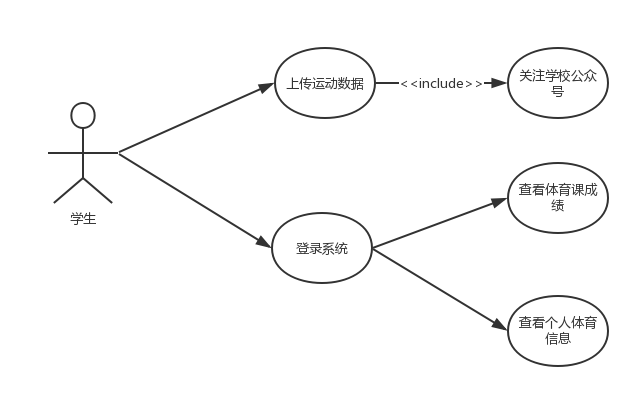 上传运动数据
<<include>>
关注学校公众
号
学生
查看体育课成
绩
登录系统
查看个人体育
信息